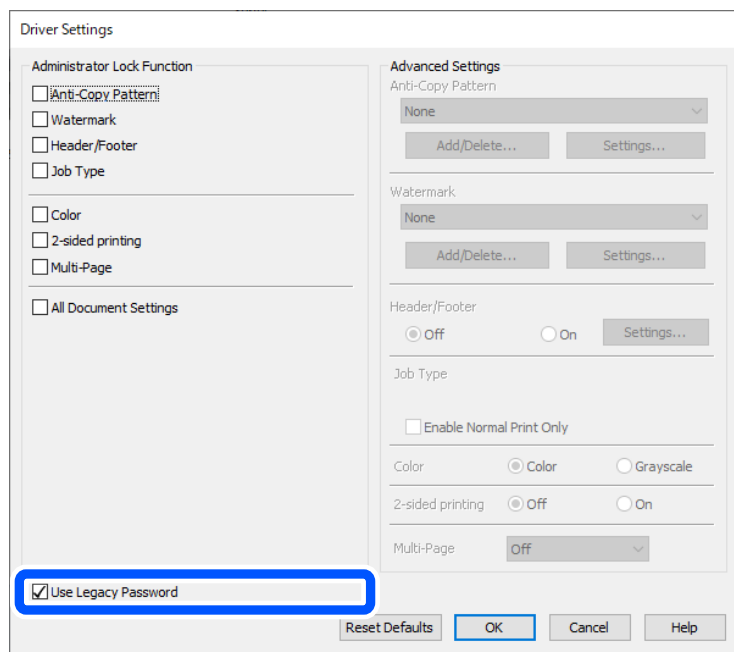 Driver Settings
Administrator Lock Function
Anti-Copy Pattern
Watermark
Header/Footer
Job Type
Color
2-sided printing
Multi-Page
All Document Settings
Use Legacy Password
Advanced Settings
Anti-Copy Pattern
None
Add/Delete... Settings...
Watermark
None
Add/Delete... Settings...
Header/Footer
Off On Settings...
Job Type
Enable Normal Print Only
Color Color Grayscale
2-sided printing Off On
Multi-Page Off
Reset Defaults OK Cancel Help